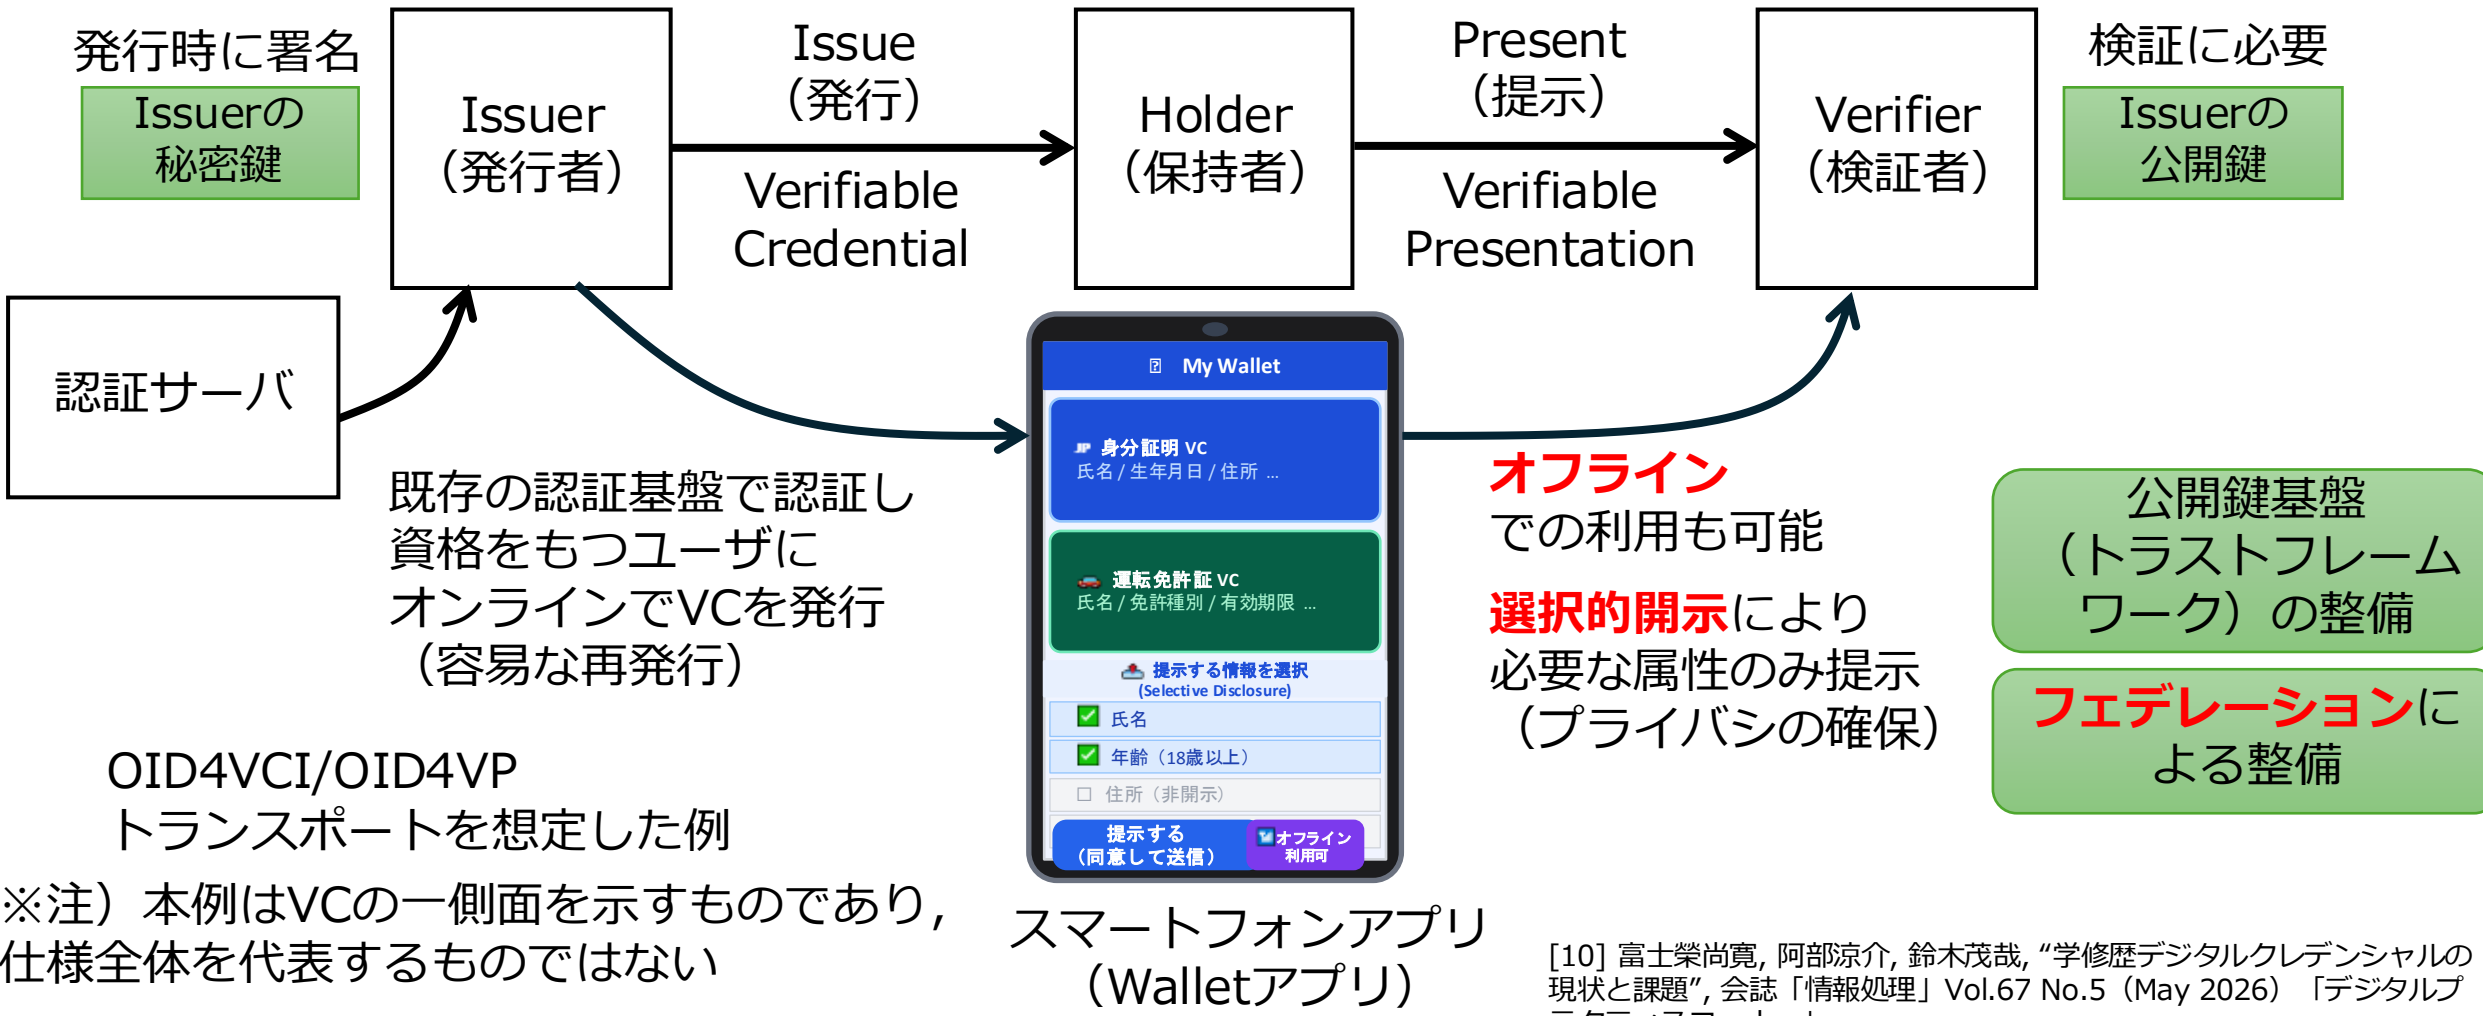 発行時に署名
Issuerの
秘密鍵
Issuer
（発行者）
Issue
（発行）
Verifiable
Credential
Holder
（保持者）
Present
（提示）
Verifiable
Presentation
Verifier
（検証者）
検証に必要
Issuerの
公開鍵
認証サーバ
既存の認証基盤で認証し
資格をもつユーザに
オンラインでVCを発行
（容易な再発行）
OID4VCI/OID4VP
トランスポートを想定した例
※注）本例はVCの一側面を示すものであり,
仕様全体を代表するものではない
My Wallet
JP 身分証明 VC
氏名 / 生年月日 / 住所 ...
運転免許証 VC
氏名 / 免許種別 / 有効期限 ...
提示する情報を選択
(Selective Disclosure)
氏名
年齢（18歳以上）
住所（非開示）
提示する
（同意して送信）
オフライン
利用可
スマートフォンアプリ
（Walletアプリ）
オフライン
での利用も可能
選択的開示により
必要な属性のみ提示
（プライバシの確保）
公開鍵基盤
（トラストフレーム
ワーク）の整備
フェデレーションに
よる整備
[10] 富士榮尚寛, 阿部涼介, 鈴木茂哉, “学修歴デジタルクレデンシャルの
現状と課題”, 会誌「情報処理」Vol.67 No.5（May 2026）「デジタルプ